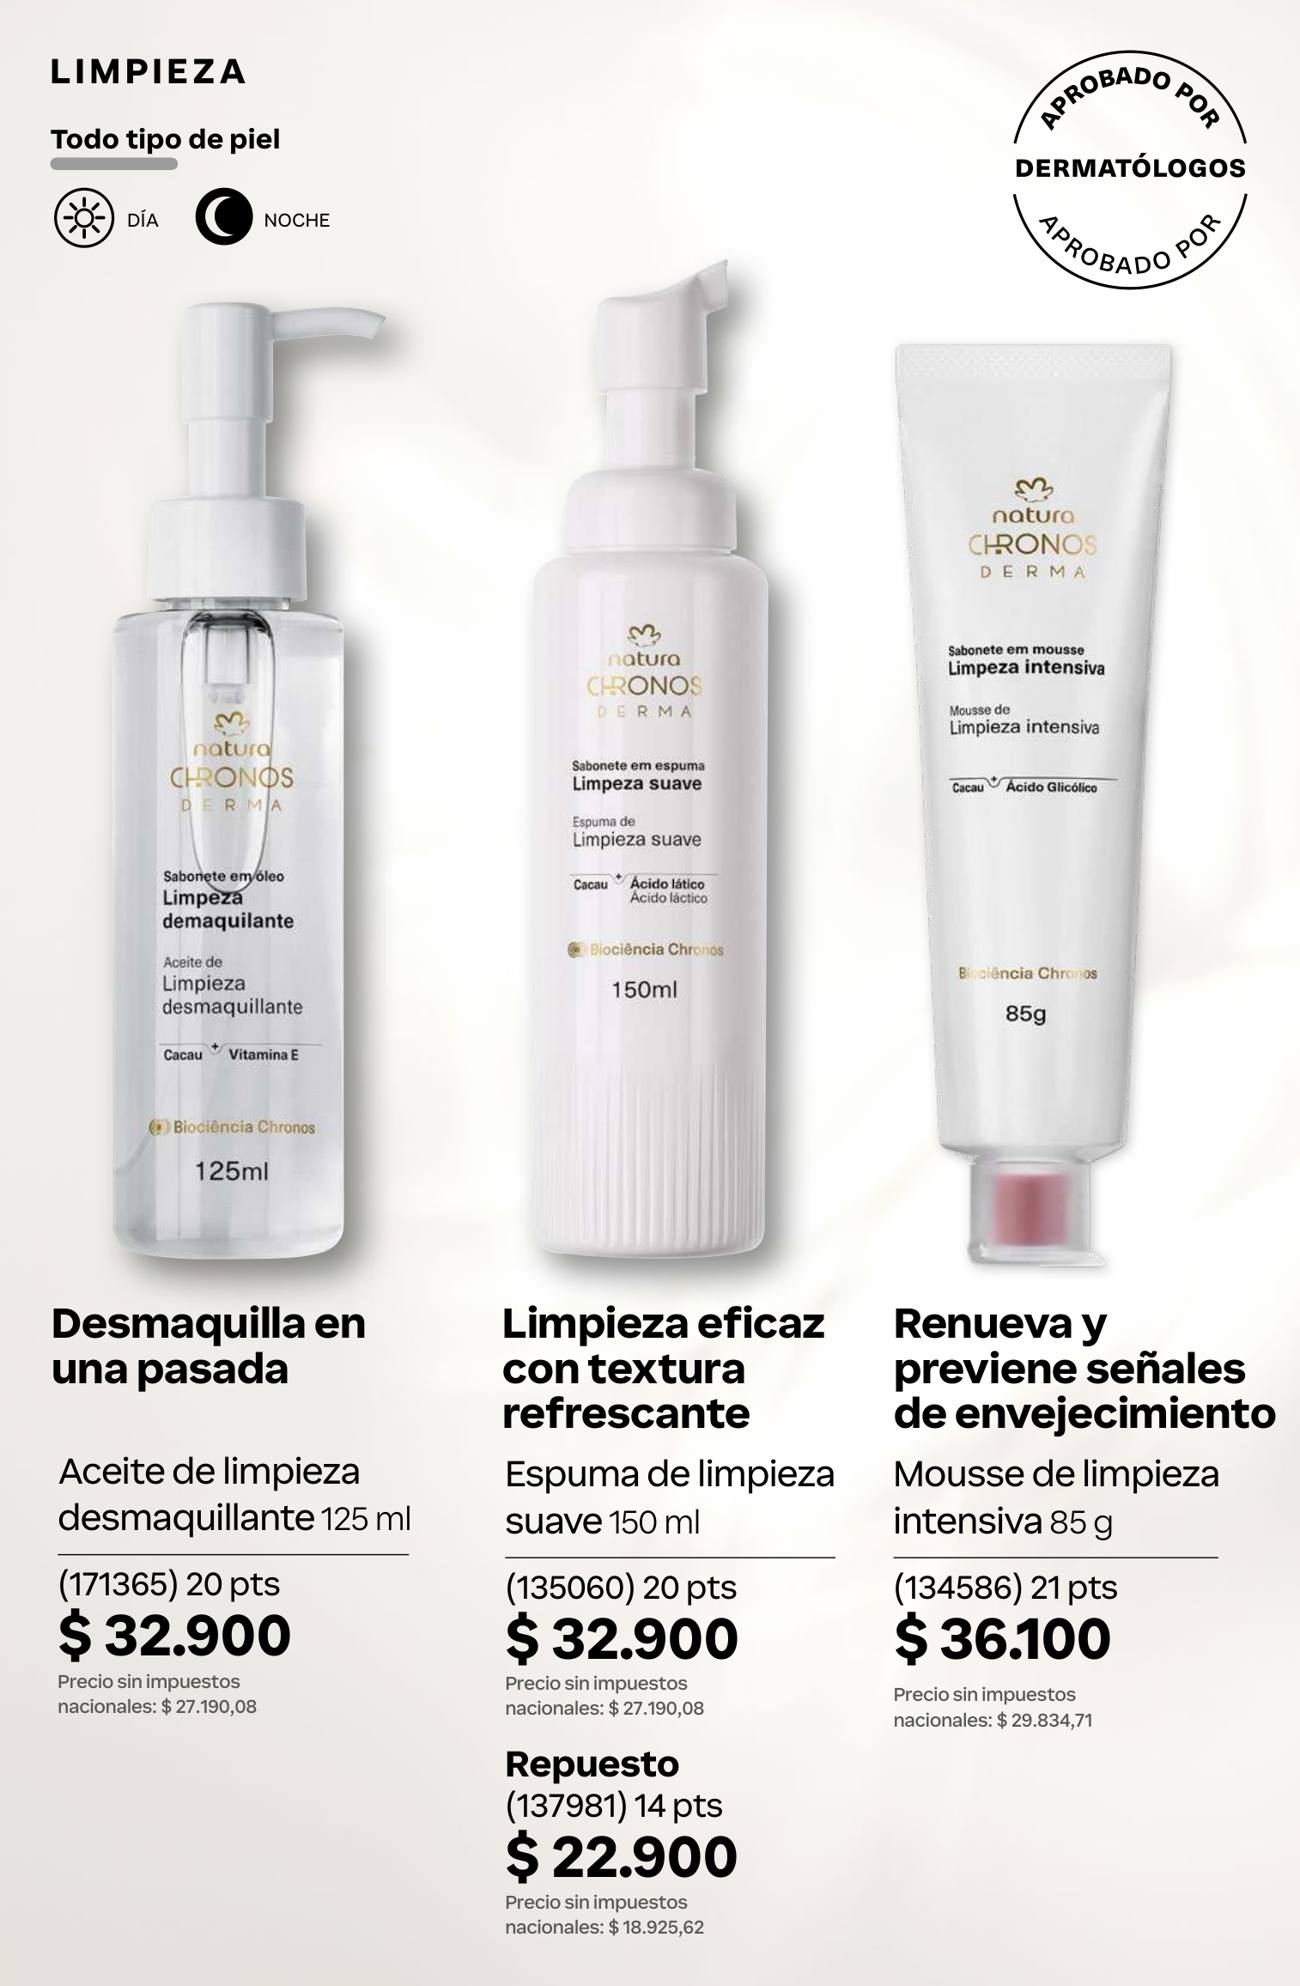 LIMPIEZA
Todo tipo de piel
DÍA
NOCHE
APROBADO POR
DERMATÓLOGOS
APROBADO POR
natura
CHRONOS
DERMA
Sabonete em óleo
Limpeza
demaquilante
Aceite de
Limpieza
desmaquillante
Cacau + Vitamina E
Biociência Chronos
125ml
natura
CHRONOS
DERMA
Sabonete em espuma
Limpeza suave
Espuma de
Limpieza suave
Cacau + Ácido lático
Ácido láctico
Biociência Chronos
150ml
natura
CHRONOS
DERMA
Sabonete em mousse
Limpeza intensiva
Mousse de
Limpieza intensiva
Cacau + Ácido Glicólico
Biociência Chronos
85g
Desmaquilla en
una pasada
Aceite de limpieza
desmaquillante 125 ml
(171365) 20 pts
$ 32.900
Precio sin impuestos
nacionales: $ 27.190,08
Limpieza eficaz
con textura
refrescante
Espuma de limpieza
suave 150 ml
(135060) 20 pts
$ 32.900
Precio sin impuestos
nacionales: $ 27.190,08
Repuesto
(137981) 14 pts
$ 22.900
Precio sin impuestos
nacionales: $ 18.925,62
Renueva y
previene señales
de envejecimiento
Mousse de limpieza
intensiva 85 g
(134586) 21 pts
$ 36.100
Precio sin impuestos
nacionales: $ 29.834,71